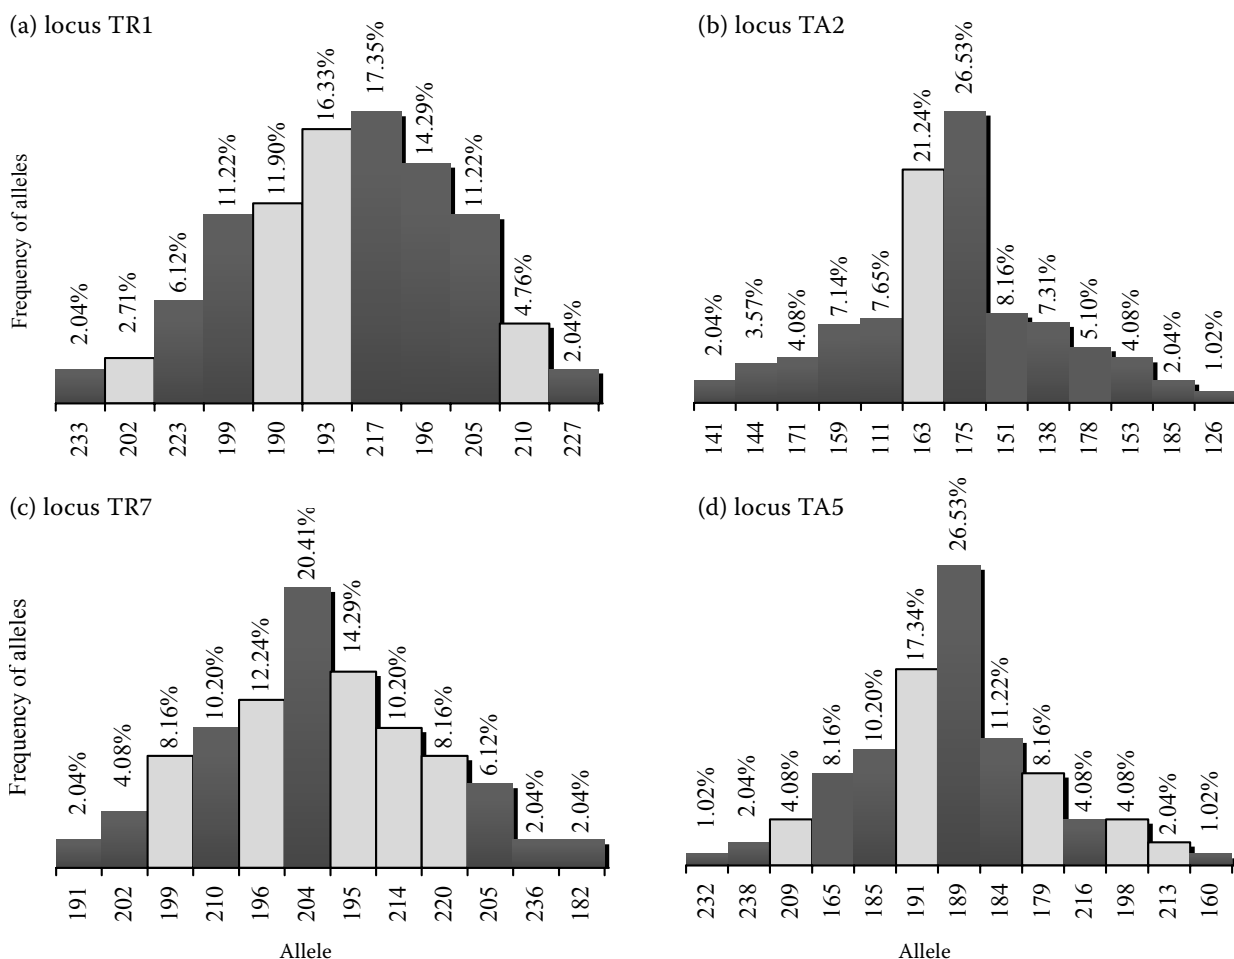 (a) locus TR1
Frequency of alleles
2.04% 2.71% 6.12% 11.22% 11.90% 16.33% 17.35% 14.29% 11.22% 4.76% 2.04%
233 202 223 199 190 193 217 196 205 210 227
(b) locus TA2
2.04% 3.57% 4.08% 7.14% 7.65% 21.24% 26.53% 8.16% 7.31% 5.10% 4.08% 2.04% 1.02%
141 144 171 159 111 163 175 151 138 178 153 185 126
(c) locus TR7
Frequency of alleles
2.04% 4.08% 8.16% 10.20% 12.24% 20.41% 14.29% 10.20% 8.16% 6.12% 2.04% 2.04%
191 202 199 210 196 204 195 214 220 205 236 182
Allele
(d) locus TA5
1.02% 2.04% 4.08% 8.16% 10.20% 17.34% 26.53% 11.22% 8.16% 4.08% 4.08% 2.04% 1.02%
232 238 209 165 185 191 189 184 179 216 198 213 160
Allele